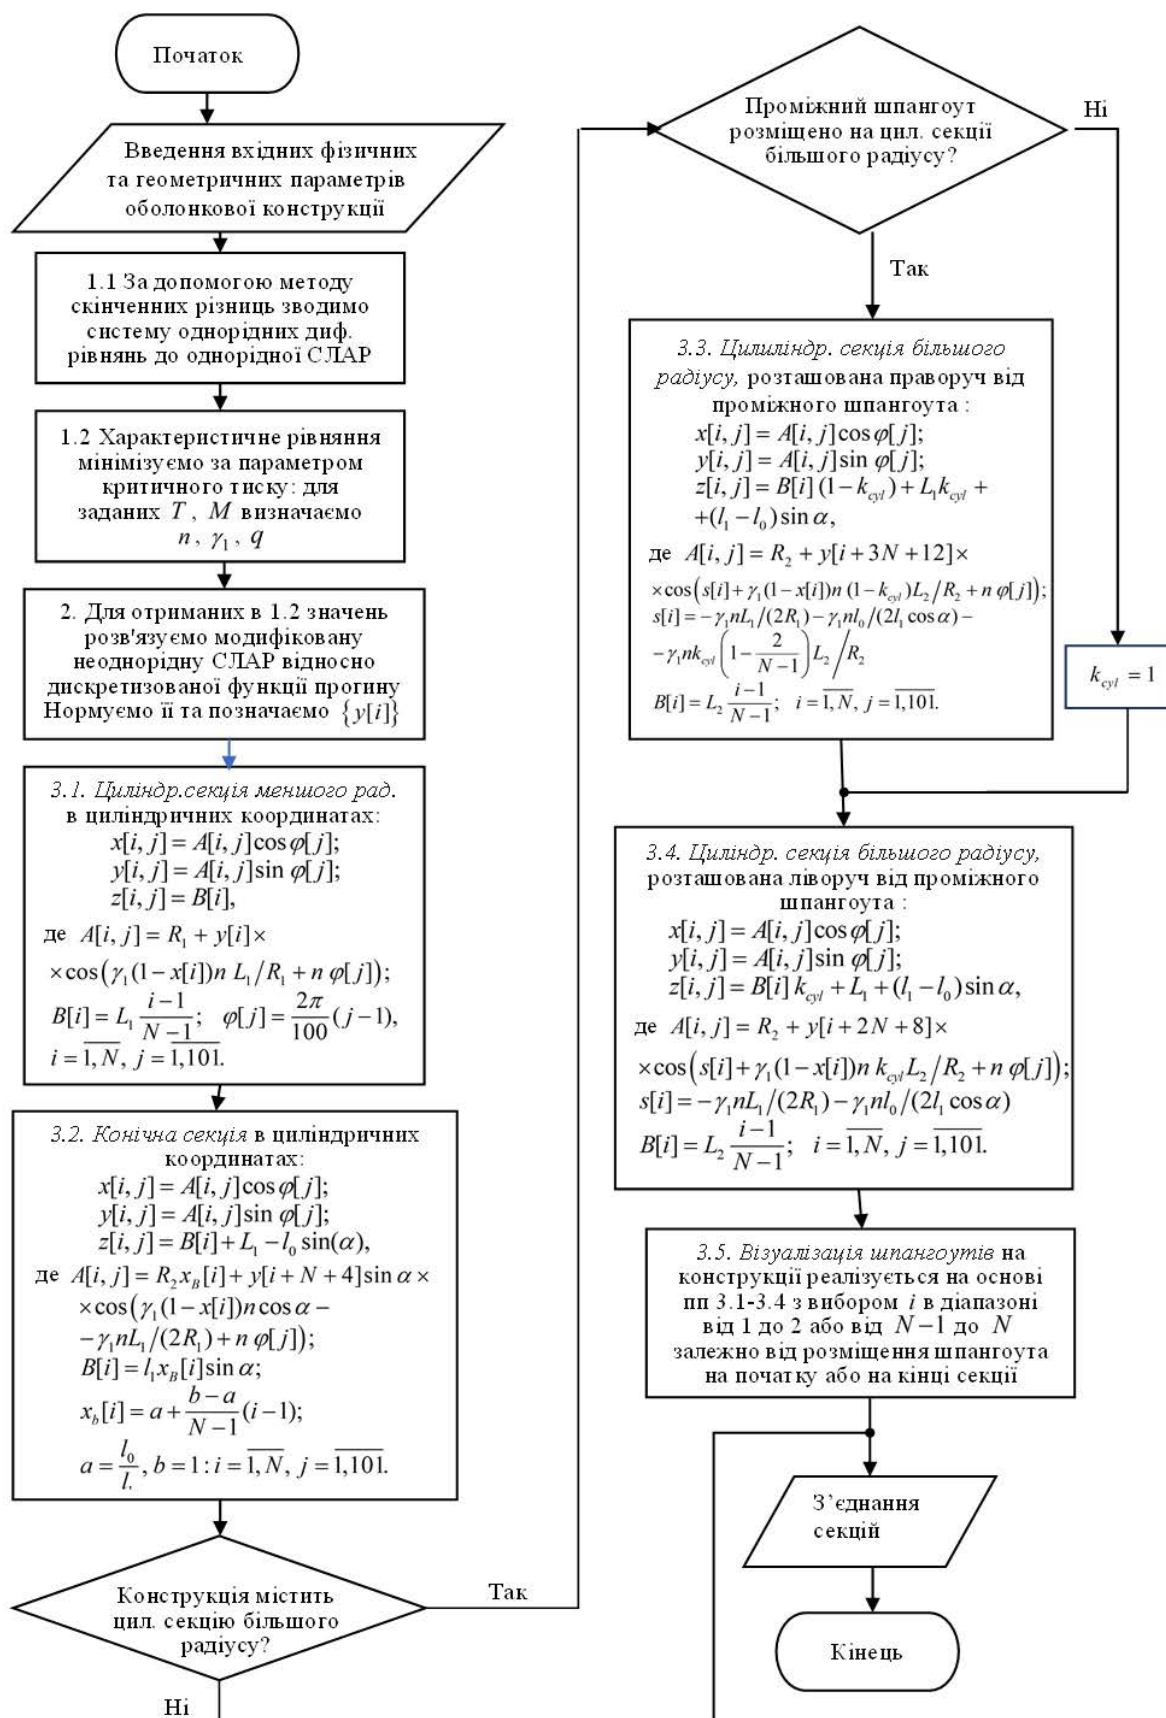 Початок
Введення вхідних фізичних
та геометричних параметрів
оболонкової конструкції
1.1 За допомогою методу
скінченних різниць зводимо
систему однорідних диф.
рівнянь до однорідної СЛАР
1.2 Характеристичне рівняння
мінімізуємо за параметром
критичного тиску: для
заданих T , M визначаємо
n , γ₁ , q
2. Для отриманих в 1.2 значень
розв'язуємо модифіковану
неоднорідну СЛАР відносно
дискретизованої функції прогину
Нормуємо її та позначаємо {y[i]}
3.1. Циліндр.секція меншого рад.
в циліндричних координатах:
x[i, j] = A[i, j]cos φ[j];
y[i, j] = A[i, j]sin φ[j];
z[i, j] = B[i],
де A[i, j] = R₁ + y[i]×
×cos(γ₁(1−x[i])n L₁/R₁ + n φ[j]);
B[i] = L₁ (i−1)/(N−1); φ[j] = (2π/100)(j−1),
i = 1, N, j = 1,101.
3.2. Конічна секція в циліндричних
координатах:
x[i, j] = A[i, j]cos φ[j];
y[i, j] = A[i, j]sin φ[j];
z[i, j] = B[i] + L₁ − l₀ sin(α),
де A[i, j] = R₂x_B[i] + y[i + N + 4]sin α ×
×cos(γ₁(1−x[i])n cos α −
−γ₁nL₁/(2R₁) + n φ[j]);
B[i] = l₁x_B[i]sin α;
x_b[i] = a + (b−a)/(N−1) (i−1);
a = l₀/l. , b = 1 : i = 1, N, j = 1,101.
Конструкція містить
цил. секцію більшого
радіусу?
Так
Ні
Проміжний шпангоут
розміщено на цил. секції
більшого радіусу?
Ні
Так
3.3. Цилиліндр. секція більшого
радіусу, розташована праворуч від
проміжного шпангоута :
x[i, j] = A[i, j]cos φ[j];
y[i, j] = A[i, j]sin φ[j];
z[i, j] = B[i] (1−k_cyl) + L₁k_cyl +
+(l₁ − l₀) sin α,
де A[i, j] = R₂ + y[i + 3N + 12]×
×cos(s[i] + γ₁(1−x[i])n (1−k_cyl)L₂/R₂ + n φ[j]);
s[i] = −γ₁nL₁/(2R₁) − γ₁nl₀/(2l₁ cos α) −
−γ₁nk_cyl(1 − 2/(N−1))L₂/R₂
B[i] = L₂ (i−1)/(N−1); i = 1, N, j = 1,101.
k_cyl = 1
3.4. Циліндр. секція більшого радіусу,
розташована ліворуч від проміжного
шпангоута :
x[i, j] = A[i, j]cos φ[j];
y[i, j] = A[i, j]sin φ[j];
z[i, j] = B[i] k_cyl + L₁ + (l₁ − l₀) sin α,
де A[i, j] = R₂ + y[i + 2N + 8]×
×cos(s[i] + γ₁(1−x[i])n k_cyl L₂/R₂ + n φ[j]);
s[i] = −γ₁nL₁/(2R₁) − γ₁nl₀/(2l₁ cos α)
B[i] = L₂ (i−1)/(N−1); i = 1, N, j = 1,101.
3.5. Візуалізація шпангоутів на
конструкції реалізується на основі
пп 3.1-3.4 з вибором i в діапазоні
від 1 до 2 або від N−1 до N
залежно від розміщення шпангоута
на початку або на кінці секції
З’єднання
секцій
Кінець